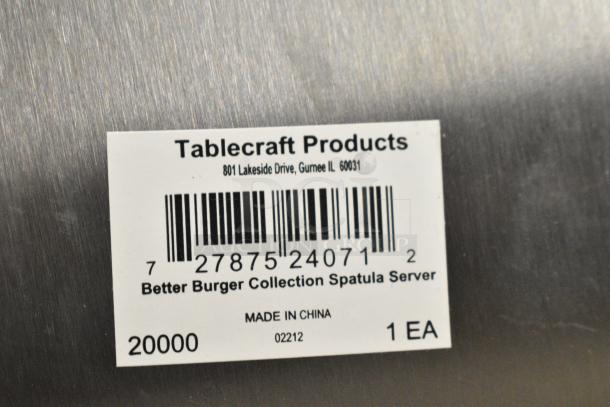 Tablecraft Products
801 Lakeside Drive, Gurnee IL 60031
7 27875 24071 2
Better Burger Collection Spatula Server
MADE IN CHINA
20000 02212 1 EA